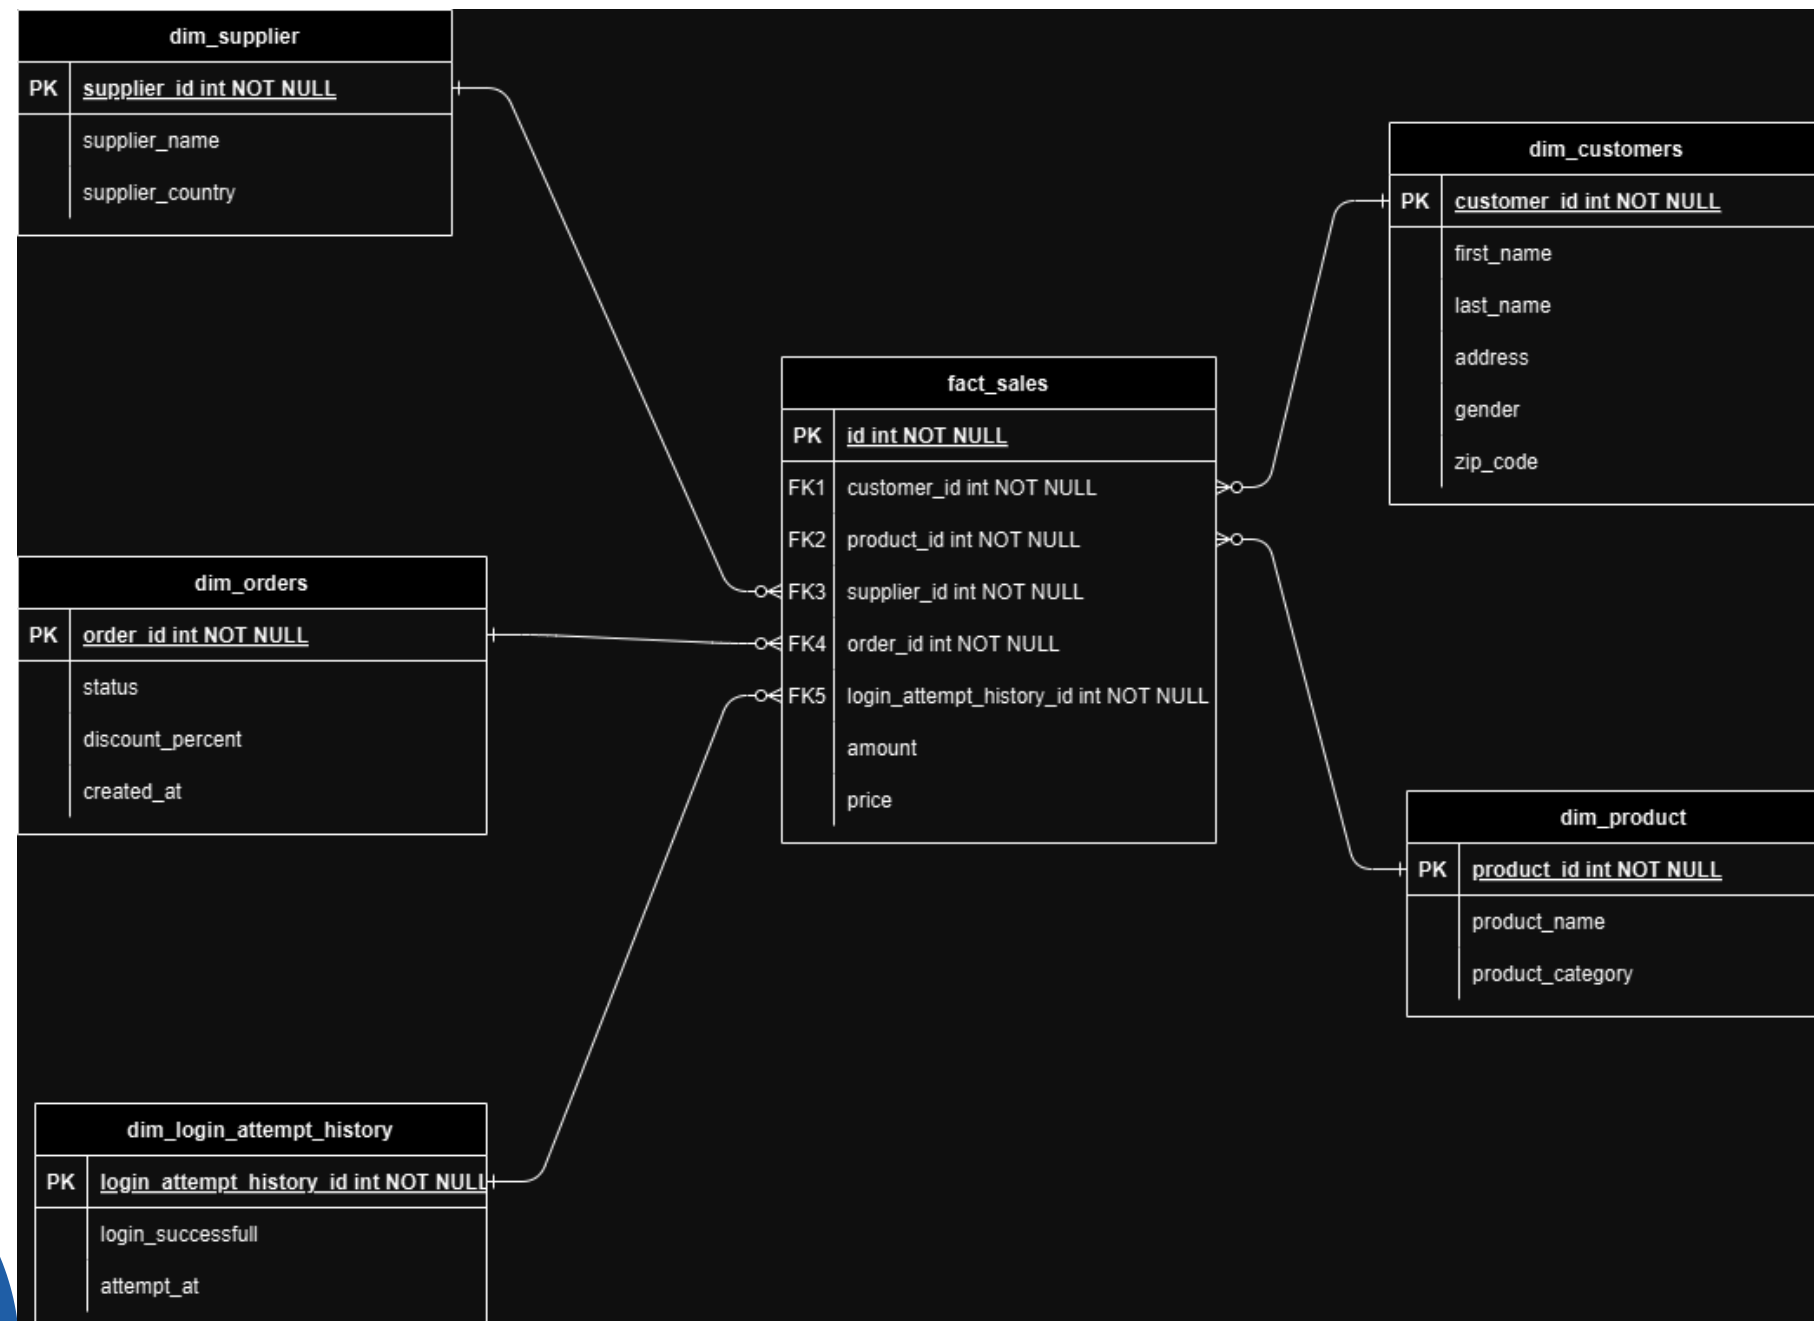 dim_supplier
PK supplier_id int NOT NULL
supplier_name
supplier_country
dim_customers
PK customer_id int NOT NULL
first_name
last_name
address
gender
zip_code
fact_sales
PK id int NOT NULL
FK1 customer_id int NOT NULL
FK2 product_id int NOT NULL
FK3 supplier_id int NOT NULL
FK4 order_id int NOT NULL
FK5 login_attempt_history_id int NOT NULL
amount
price
dim_orders
PK order_id int NOT NULL
status
discount_percent
created_at
dim_product
PK product_id int NOT NULL
product_name
product_category
dim_login_attempt_history
PK login_attempt_history_id int NOT NULL
login_successfull
attempt_at